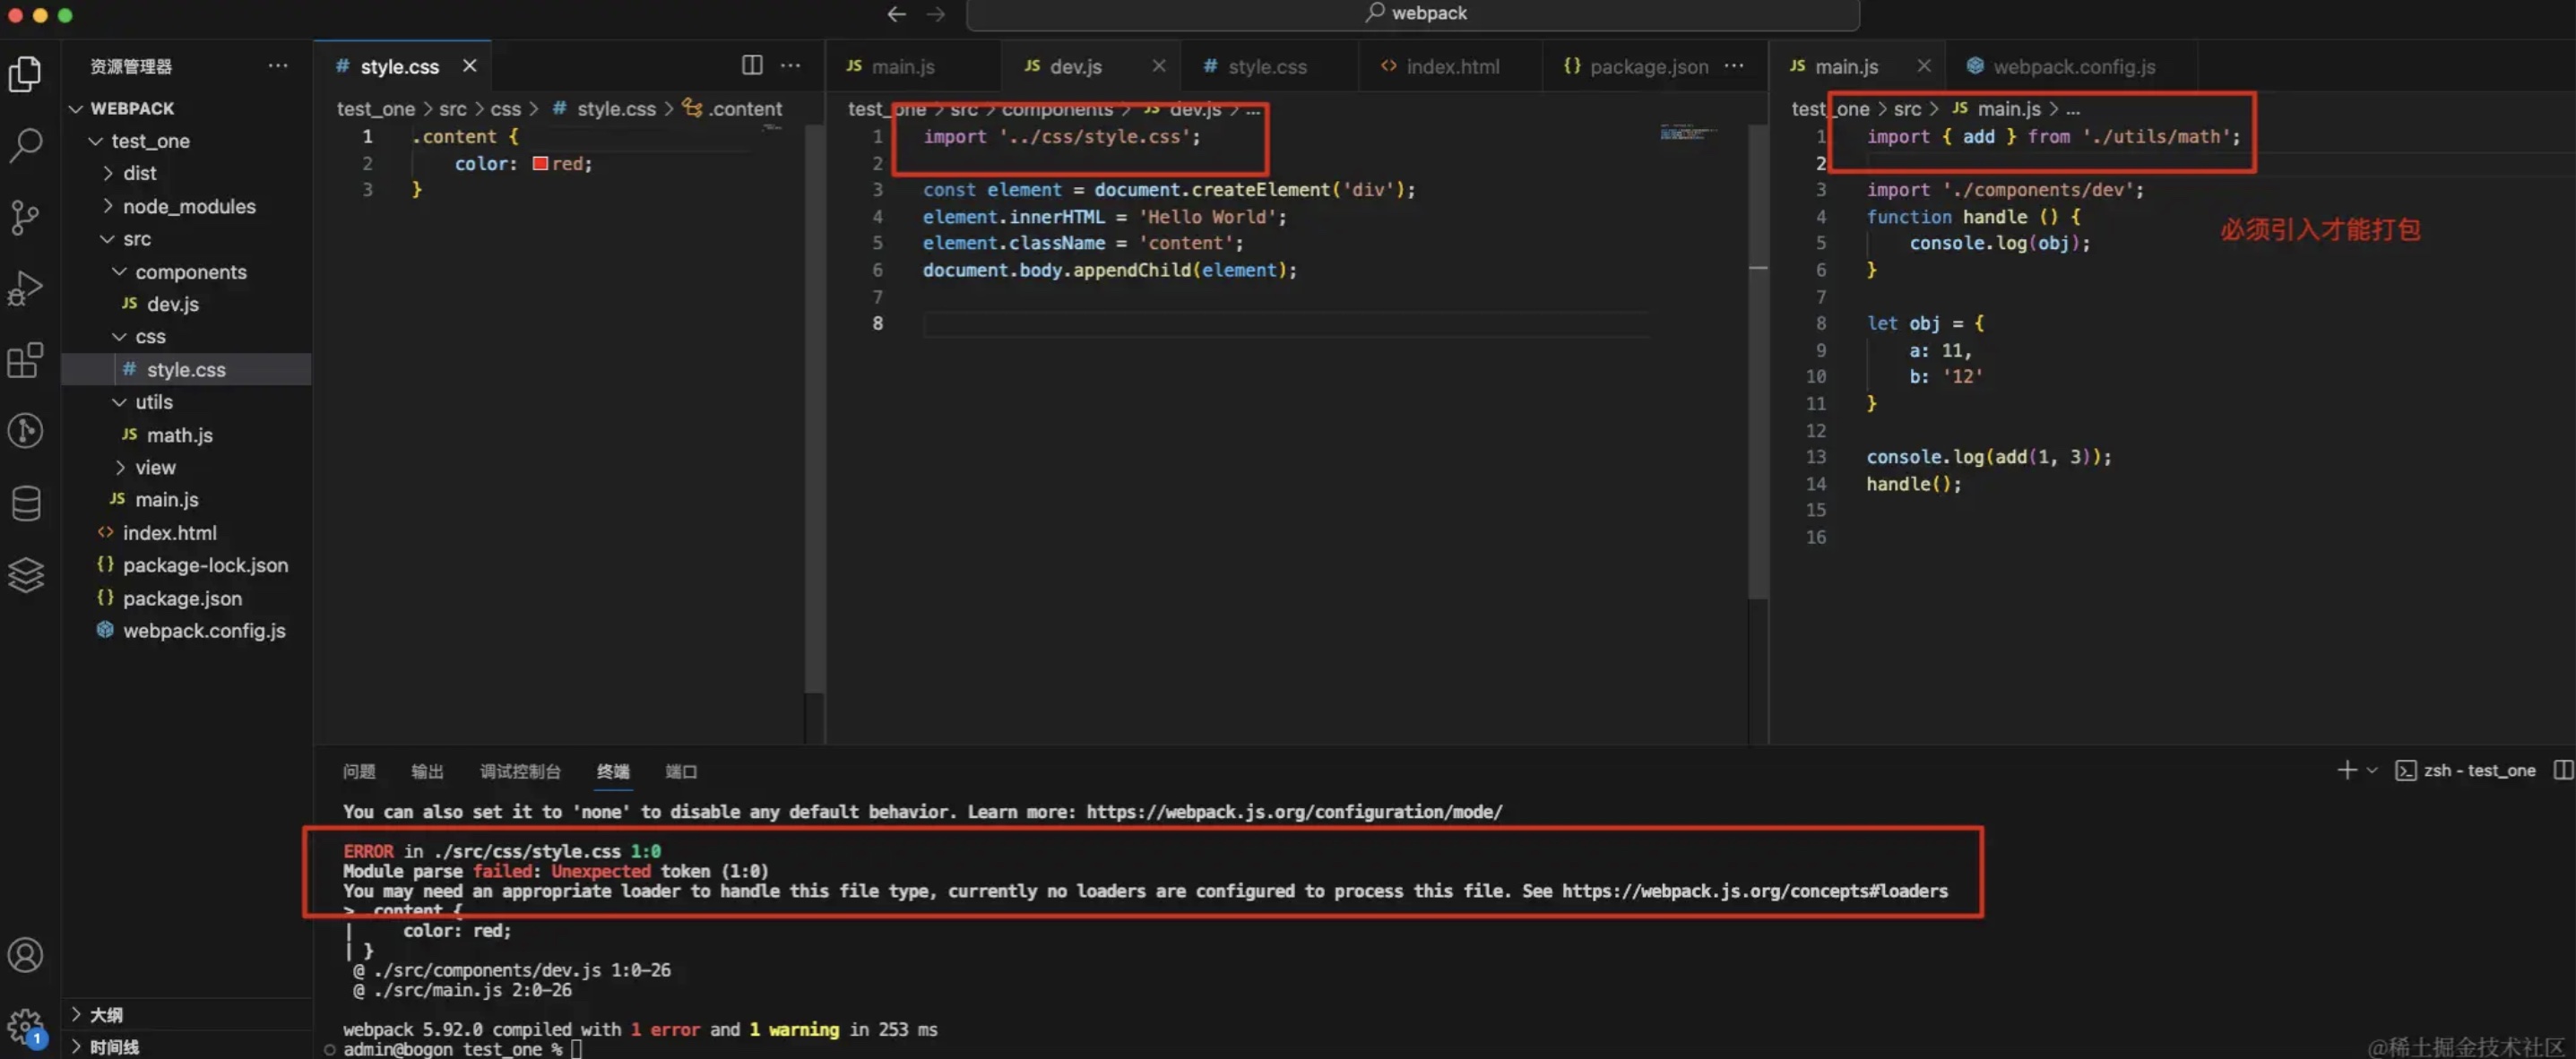 webpack
资源管理器 ···
WEBPACK
test_one
dist
node_modules
src
components
JS dev.js
css
# style.css
utils
JS math.js
view
JS main.js
<> index.html
{} package-lock.json
{} package.json
webpack.config.js
大纲
时间线
1
# style.css ×
···
test_one > src > css > # style.css > .content
1 .content {
2 color: red;
3 }
JS main.js
JS dev.js ×
# style.css
<> index.html
{} package.json ···
test_one > src > components > JS dev.js > ...
1 import '../css/style.css';
2
3 const element = document.createElement('div');
4 element.innerHTML = 'Hello World';
5 element.className = 'content';
6 document.body.appendChild(element);
7
8
JS main.js ×
webpack.config.js
test_one > src > JS main.js > ...
1 import { add } from './utils/math';
2
3 import './components/dev';
4 function handle () {
5 console.log(obj);
6 }
7
8 let obj = {
9 a: 11,
10 b: '12'
11 }
12
13 console.log(add(1, 3));
14 handle();
15
16
必须引入才能打包
问题 输出 调试控制台 终端 端口
zsh - test_one
You can also set it to 'none' to disable any default behavior. Learn more: https://webpack.js.org/configuration/mode/
ERROR in ./src/css/style.css 1:0
Module parse failed: Unexpected token (1:0)
You may need an appropriate loader to handle this file type, currently no loaders are configured to process this file. See https://webpack.js.org/concepts#loaders
> .content {
| color: red;
| }
@ ./src/components/dev.js 1:0-26
@ ./src/main.js 2:0-26
webpack 5.92.0 compiled with 1 error and 1 warning in 253 ms
admin@bogon test_one %
@稀土掘金技术社区